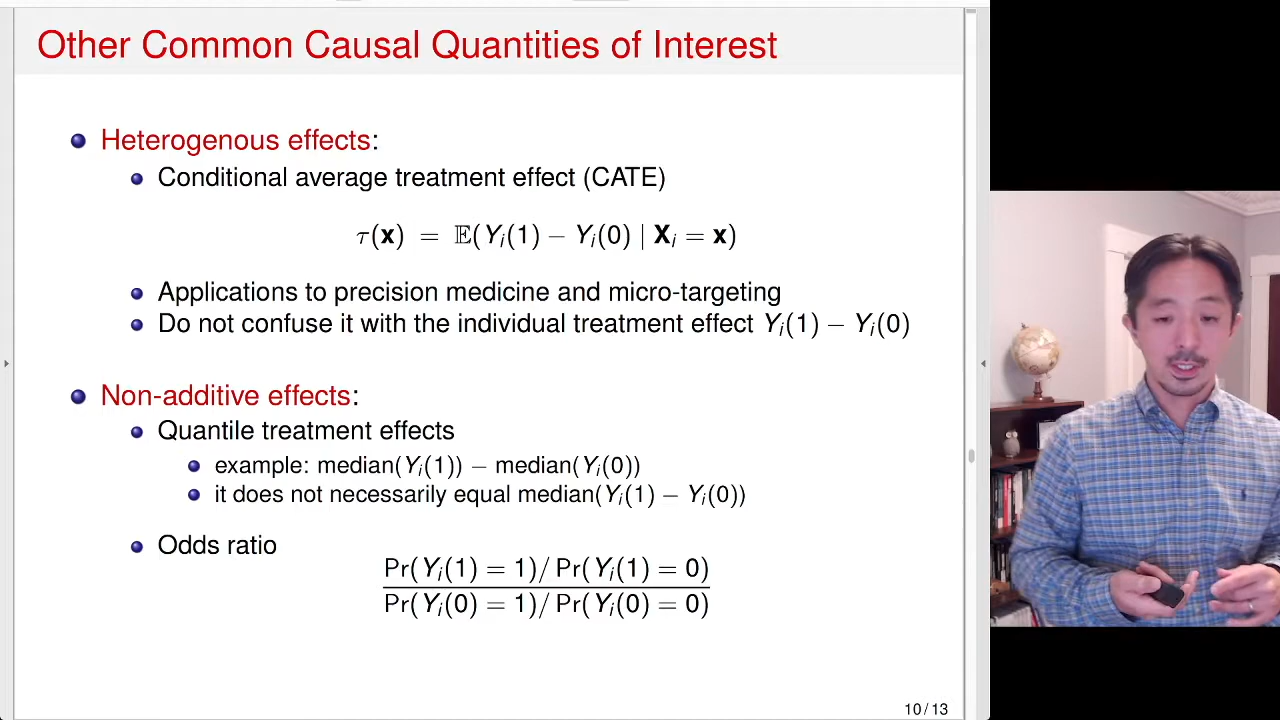 Other Common Causal Quantities of Interest
Heterogenous effects:
Conditional average treatment effect (CATE)
τ(x) = 𝔼(Yᵢ(1) − Yᵢ(0) | Xᵢ = x)
Applications to precision medicine and micro-targeting
Do not confuse it with the individual treatment effect Yᵢ(1) − Yᵢ(0)
Non-additive effects:
Quantile treatment effects
example: median(Yᵢ(1)) − median(Yᵢ(0))
it does not necessarily equal median(Yᵢ(1) − Yᵢ(0))
Odds ratio
Pr(Yᵢ(1) = 1)/ Pr(Yᵢ(1) = 0)
Pr(Yᵢ(0) = 1)/ Pr(Yᵢ(0) = 0)
10 / 13